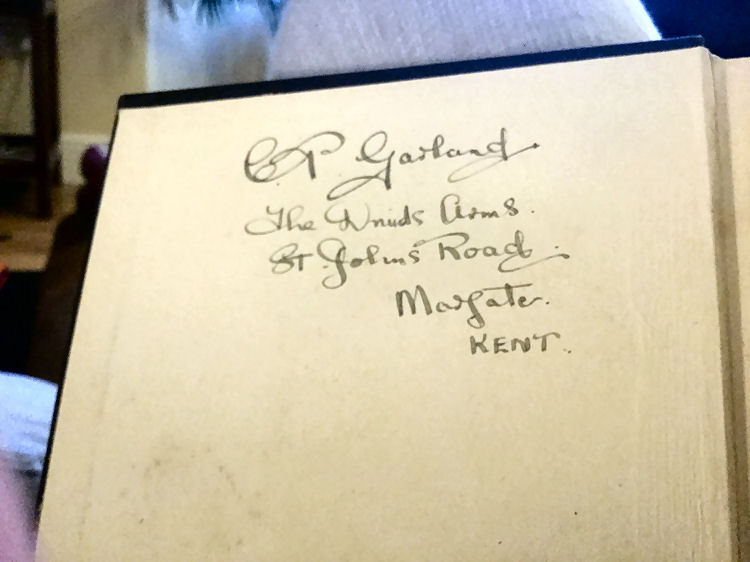 C P Garland.
The Druids Arms.
St Johns Road.
Margate.
KENT.